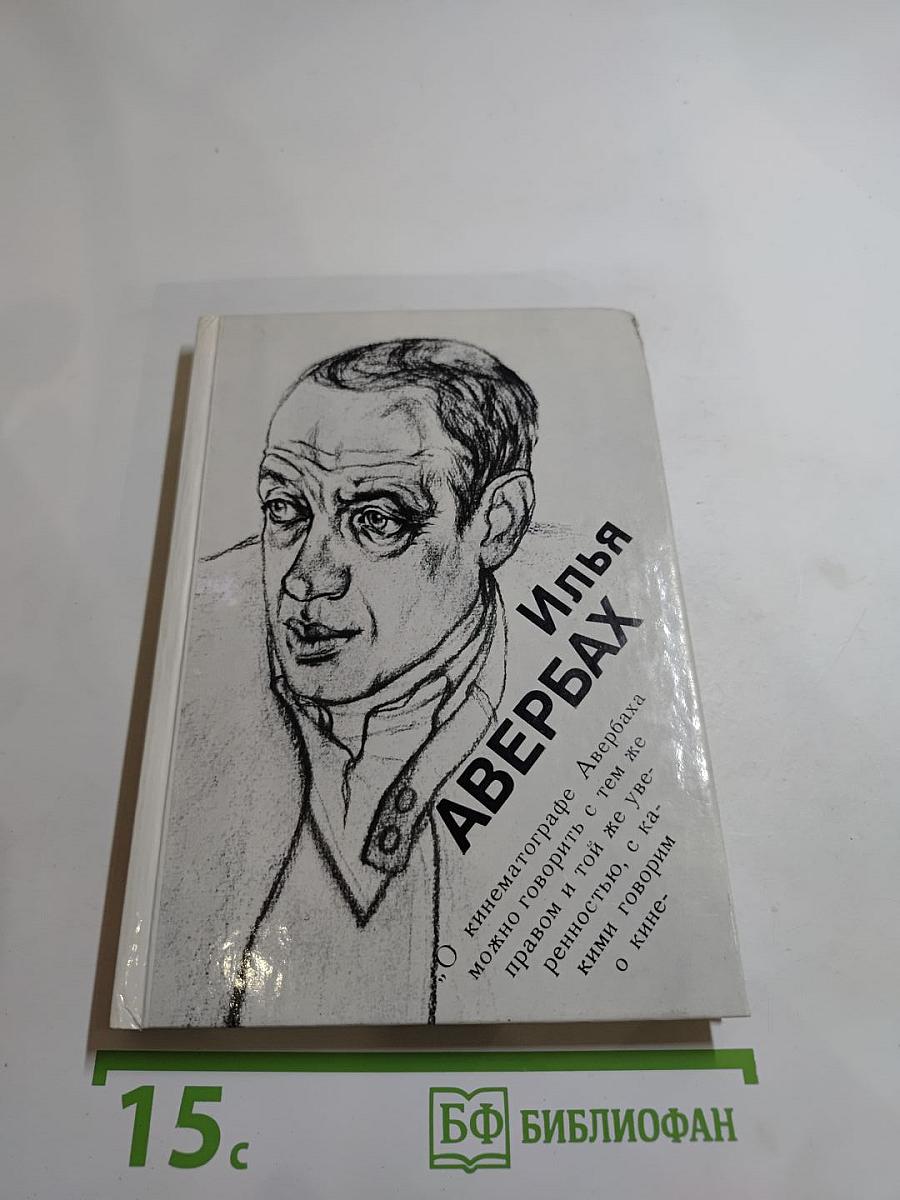 Илья
АВЕРБАХ
„О кинематографе Авербаха
можно говорить с тем же
правом и той же уве-
ренностью, с ка-
кими говорим
о кине-
15 с
БФ БИБЛИОФАН